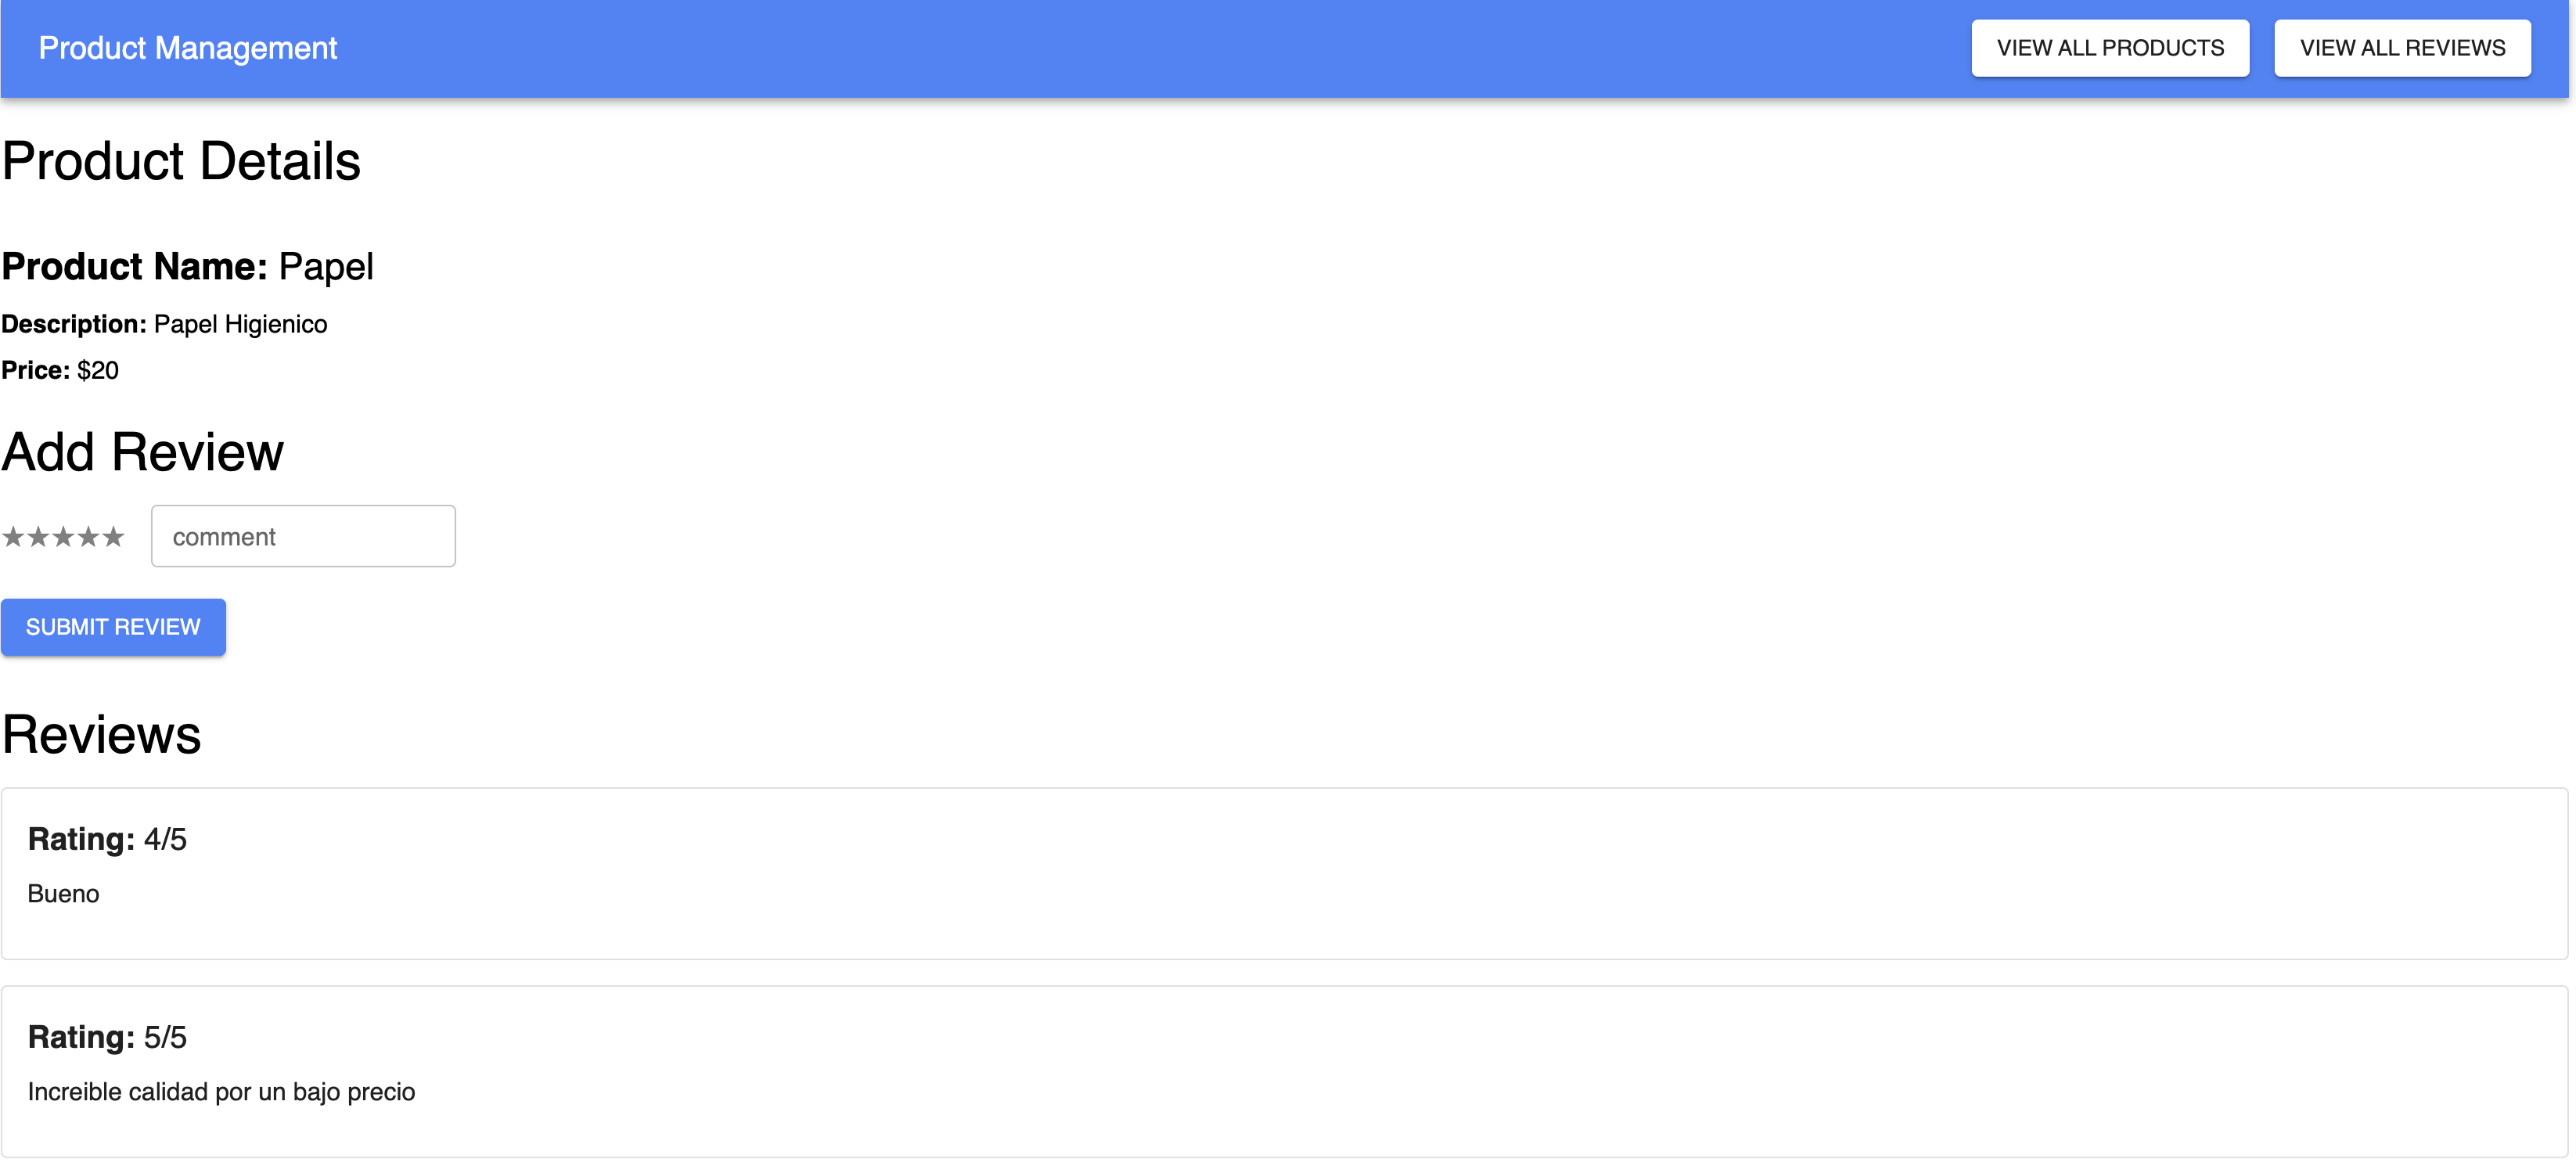 Product Management
VIEW ALL PRODUCTS
VIEW ALL REVIEWS
Product Details
Product Name: Papel
Description: Papel Higienico
Price: $20
Add Review
★★★★★ comment
SUBMIT REVIEW
Reviews
Rating: 4/5
Bueno
Rating: 5/5
Increible calidad por un bajo precio